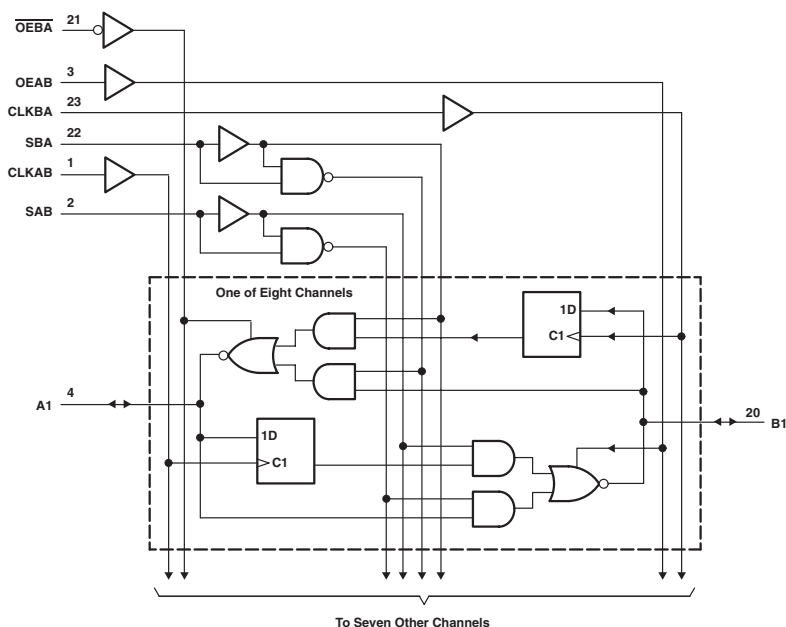 OEBA 21
OEAB 3
CLKBA 23
SBA 22
CLKAB 1
SAB 2
One of Eight Channels
1D
C1
A1 4
20 B1
1D
C1
To Seven Other Channels